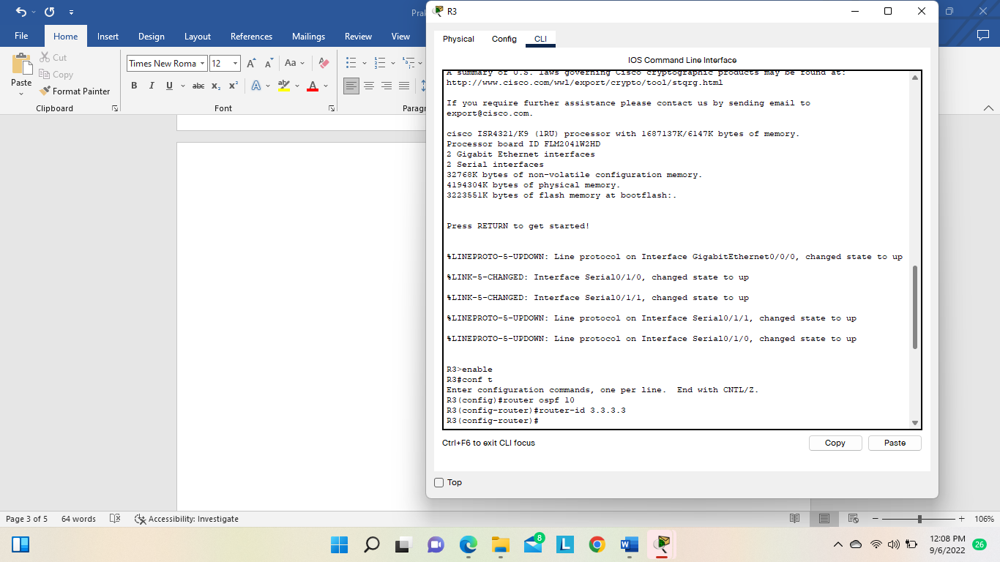 Prak
File
Home
Insert
Design
Layout
References
Mailings
Review
View
Paste
Cut
Copy
Format Painter
Clipboard
Times New Roma
12
Aa
B I U abc x₂ x²
A ab A
Font
Paragr
R3
Physical
Config
CLI
IOS Command Line Interface
A summary of U.S. laws governing Cisco cryptographic products may be found at:
http://www.cisco.com/wwl/export/crypto/tool/stqrg.html
If you require further assistance please contact us by sending email to
export@cisco.com.
cisco ISR4321/K9 (1RU) processor with 1687137K/6147K bytes of memory.
Processor board ID FLM2041W2HD
2 Gigabit Ethernet interfaces
2 Serial interfaces
32768K bytes of non-volatile configuration memory.
4194304K bytes of physical memory.
3223551K bytes of flash memory at bootflash:.
Press RETURN to get started!
%LINEPROTO-5-UPDOWN: Line protocol on Interface GigabitEthernet0/0/0, changed state to up
%LINK-5-CHANGED: Interface Serial0/1/0, changed state to up
%LINK-5-CHANGED: Interface Serial0/1/1, changed state to up
%LINEPROTO-5-UPDOWN: Line protocol on Interface Serial0/1/1, changed state to up
%LINEPROTO-5-UPDOWN: Line protocol on Interface Serial0/1/0, changed state to up
R3>enable
R3#conf t
Enter configuration commands, one per line.  End with CNTL/Z.
R3(config)#router ospf 10
R3(config-router)#router-id 3.3.3.3
R3(config-router)#
Ctrl+F6 to exit CLI focus
Copy
Paste
Top
Page 3 of 5
64 words
Accessibility: Investigate
106%
8
L
12:08 PM
9/6/2022
26